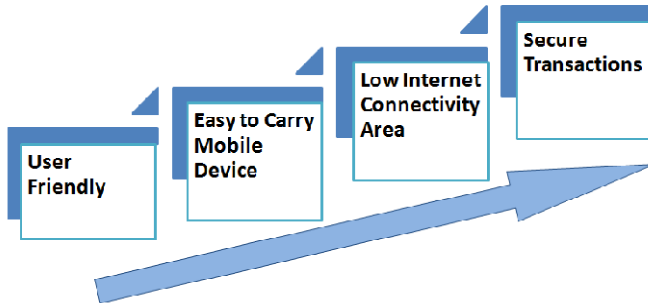 User
Friendly
Easy to Carry
Mobile
Device
Low Internet
Connectivity
Area
Secure
Transactions